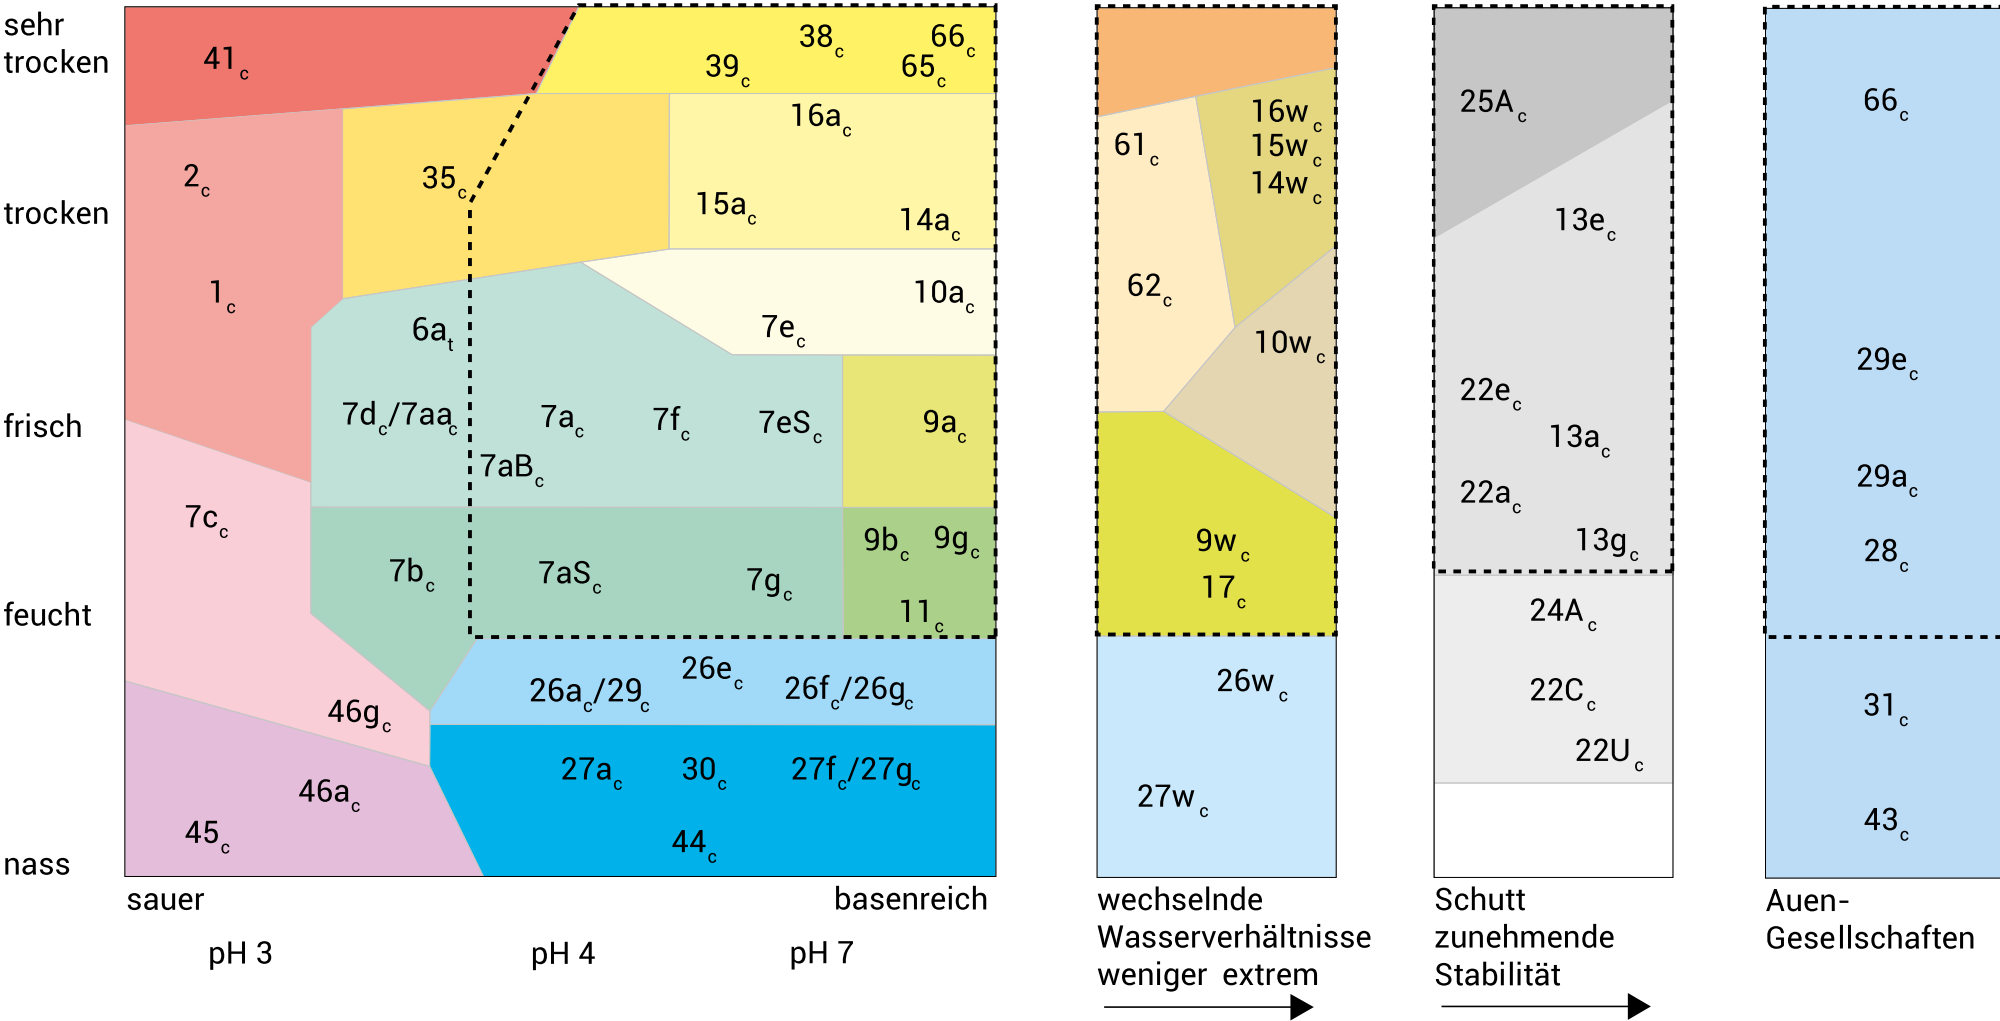 sehr
trocken
trocken
frisch
feucht
nass
41c
38c
66c
39c
65c
16ac
2c
35c
15ac
14ac
1c
10ac
6at
7ec
7dc/7aac
7ac
7fc
7eSc
9ac
7aBc
7cc
9bc
9gc
7bc
7aSc
7gc
11c
26ec
26ac/29c
26fc/26gc
46gc
27ac
30c
27fc/27gc
46ac
45c
44c
sauer
basenreich
pH 3
pH 4
pH 7
61c
16wc
15wc
14wc
62c
10wc
9wc
17c
26wc
27wc
wechselnde
Wasserverhältnisse
weniger extrem
25Ac
13ec
22ec
13ac
22ac
13gc
24Ac
22Cc
22Uc
Schutt
zunehmende
Stabilität
66c
29ec
29ac
28c
31c
43c
Auen-
Gesellschaften